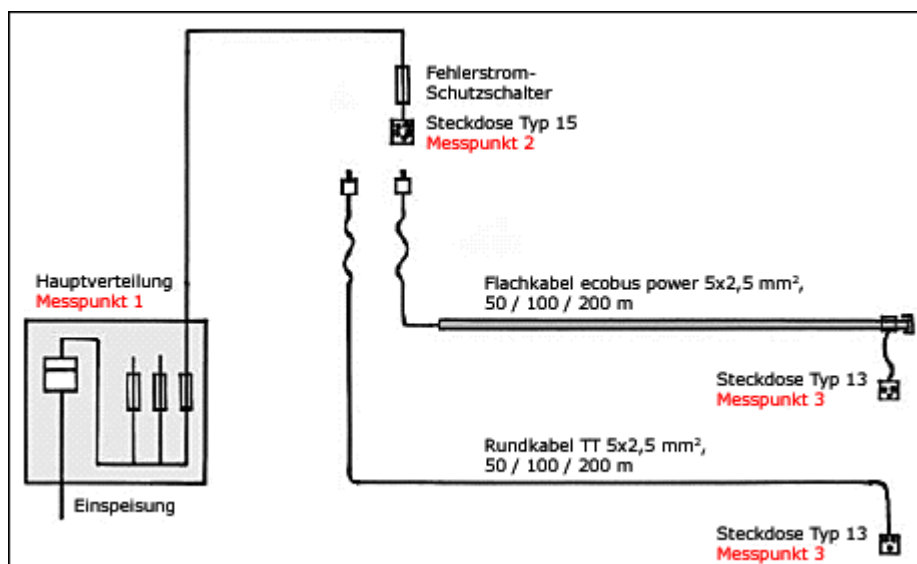 Fehlerstrom-
Schutzschalter
Steckdose Typ 15
Messpunkt 2
Hauptverteilung
Messpunkt 1
Flachkabel ecobus power 5x2,5 mm²,
50 / 100 / 200 m
Steckdose Typ 13
Messpunkt 3
Rundkabel TT 5x2,5 mm²,
50 / 100 / 200 m
Einspeisung
Steckdose Typ 13
Messpunkt 3